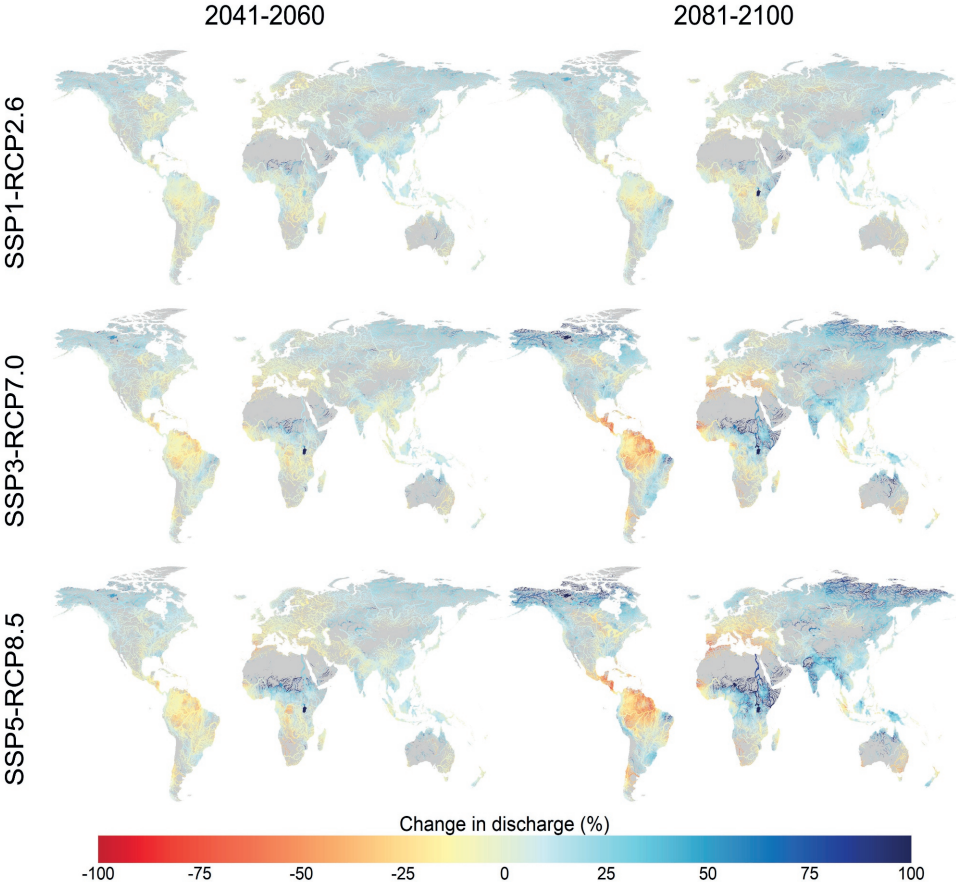 2041-2060
2081-2100
SSP1-RCP2.6
SSP3-RCP7.0
SSP5-RCP8.5
Change in discharge (%)
-100 -75 -50 -25 0 25 50 75 100